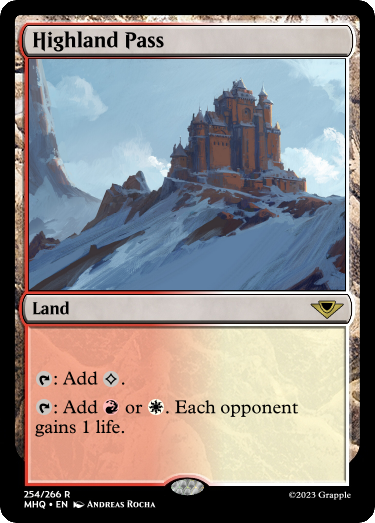 Highland Pass
Land
: Add .
: Add or . Each opponent
gains 1 life.
254/266 R
MHQ • EN Andreas Rocha
©2023 Grapple